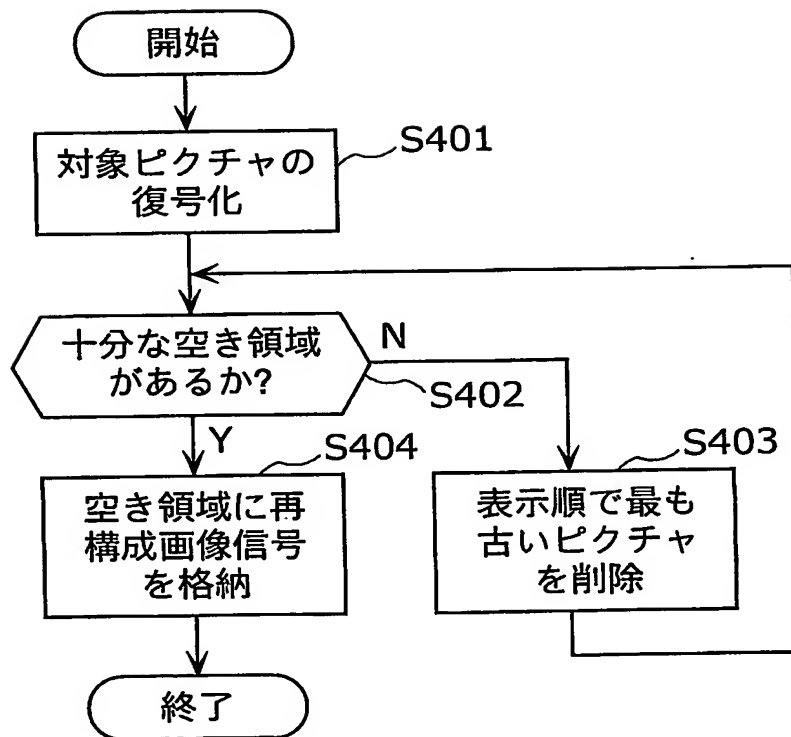 開始
対象ピクチャの
復号化
S401
十分な空き領域
があるか?
N
S402
Y
S404
S403
空き領域に再
構成画像信号
を格納
表示順で最も
古いピクチャ
を削除
終了